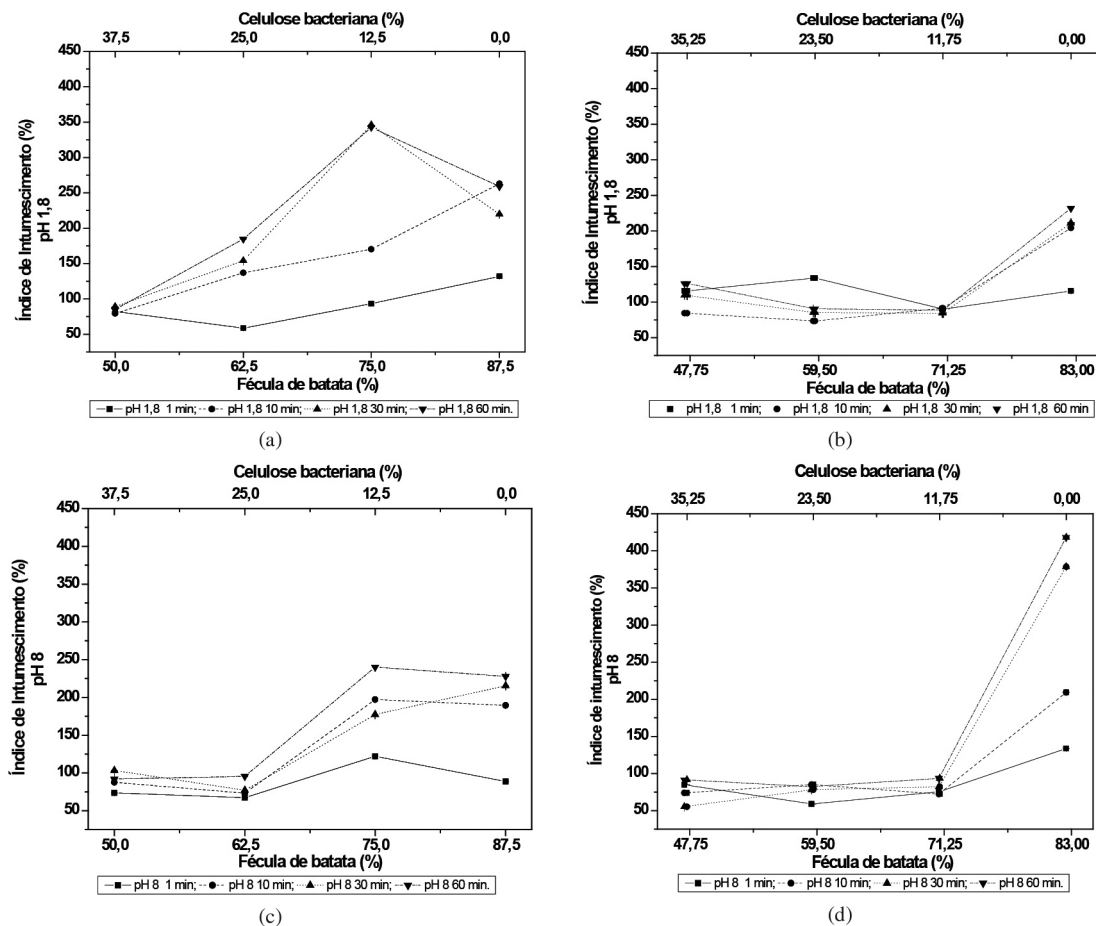 Celulose bacteriana (%)
37,5 25,0 12,5 0,0
450
400
350
300
250
200
150
100
50
Índice de Intumescimento (%)
pH 1,8
50,0 62,5 75,0 87,5
Fécula de batata (%)
pH 1,8 1 min; pH 1,8 10 min; pH 1,8 30 min; pH 1,8 60 min.
(a)
Celulose bacteriana (%)
35,25 23,50 11,75 0,00
450
400
350
300
250
200
150
100
50
Índice de Intumescimento (%)
pH 1,8
47,75 59,50 71,25 83,00
Fécula de batata (%)
pH 1,8 1 min; pH 1,8 10 min; pH 1,8 30 min; pH 1,8 60 min
(b)
Celulose bacteriana (%)
37,5 25,0 12,5 0,0
450
400
350
300
250
200
150
100
50
Índice de Intumescimento (%)
pH 8
50,0 62,5 75,0 87,5
Fécula de batata (%)
pH 8 1 min; pH 8 10 min; pH 8 30 min; pH 8 60 min.
(c)
Celulose bacteriana (%)
35,25 23,50 11,75 0,00
450
400
350
300
250
200
150
100
50
Índice de intumescimento (%)
pH 8
47,75 59,50 71,25 83,00
Fécula de batata (%)
pH 8 1 min; pH 8 10 min; pH 8 30 min; pH 8 60 min.
(d)